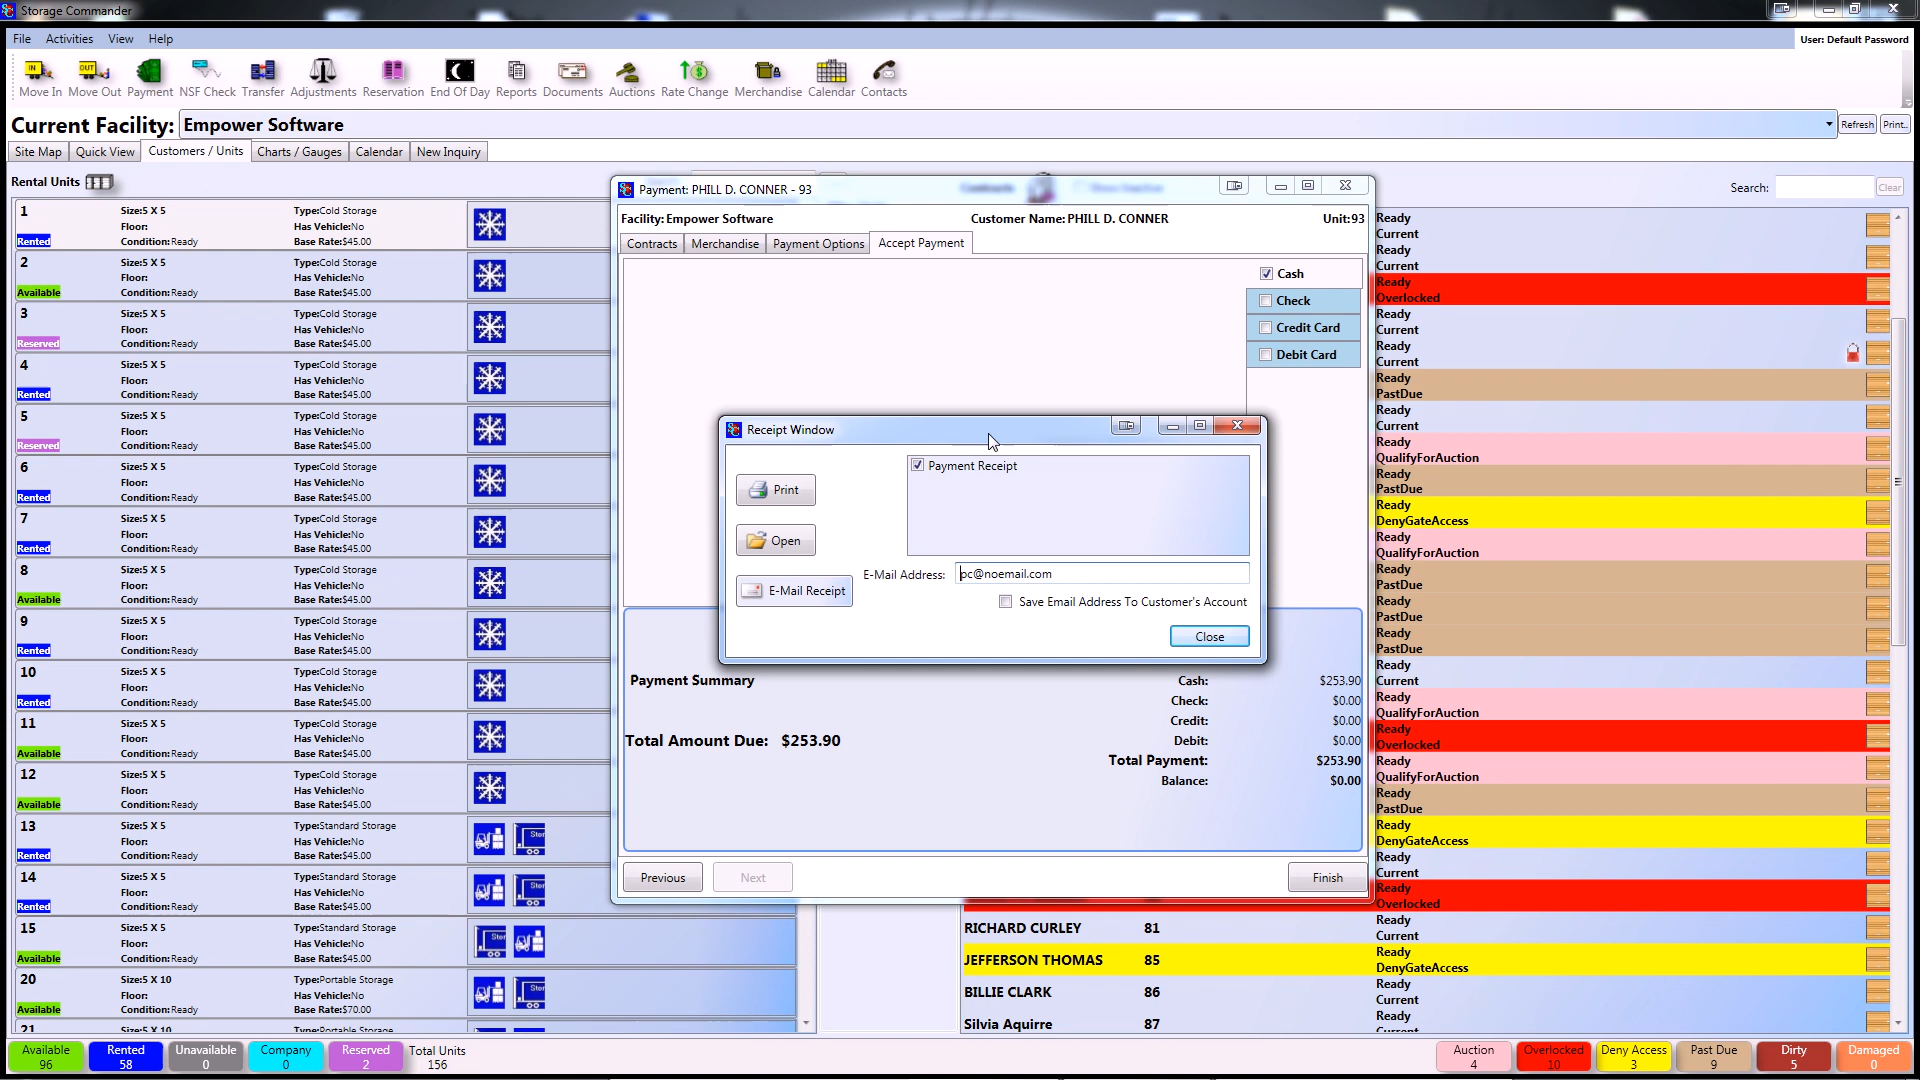 Storage Commander
File Activities View Help
User: Default Password
Move In Move Out Payment NSF Check Transfer Adjustments Reservation End Of Day Reports Documents Auctions Rate Change Merchandise Calendar Contacts
Current Facility: Empower Software
Refresh Print..
Site Map Quick View Customers / Units Charts / Gauges Calendar New Inquiry
Rental Units
Search: Clear
1 Size:5 X 5 Type:Cold Storage
Floor: Has Vehicle:No
Rented Condition:Ready Base Rate:$45.00
2 Size:5 X 5 Type:Cold Storage
Floor: Has Vehicle:No
Available Condition:Ready Base Rate:$45.00
3 Size:5 X 5 Type:Cold Storage
Floor: Has Vehicle:No
Reserved Condition:Ready Base Rate:$45.00
4 Size:5 X 5 Type:Cold Storage
Floor: Has Vehicle:No
Rented Condition:Ready Base Rate:$45.00
5 Size:5 X 5 Type:Cold Storage
Floor: Has Vehicle:No
Reserved Condition:Ready Base Rate:$45.00
6 Size:5 X 5 Type:Cold Storage
Floor: Has Vehicle:No
Rented Condition:Ready Base Rate:$45.00
7 Size:5 X 5 Type:Cold Storage
Floor: Has Vehicle:No
Rented Condition:Ready Base Rate:$45.00
8 Size:5 X 5 Type:Cold Storage
Floor: Has Vehicle:No
Available Condition:Ready Base Rate:$45.00
9 Size:5 X 5 Type:Cold Storage
Floor: Has Vehicle:No
Rented Condition:Ready Base Rate:$45.00
10 Size:5 X 5 Type:Cold Storage
Floor: Has Vehicle:No
Rented Condition:Ready Base Rate:$45.00
11 Size:5 X 5 Type:Cold Storage
Floor: Has Vehicle:No
Available Condition:Ready Base Rate:$45.00
12 Size:5 X 5 Type:Cold Storage
Floor: Has Vehicle:No
Available Condition:Ready Base Rate:$45.00
13 Size:5 X 5 Type:Standard Storage
Floor: Has Vehicle:No
Rented Condition:Ready Base Rate:$45.00
14 Size:5 X 5 Type:Standard Storage
Floor: Has Vehicle:No
Rented Condition:Ready Base Rate:$45.00
15 Size:5 X 5 Type:Standard Storage
Floor: Has Vehicle:No
Available Condition:Ready Base Rate:$45.00
20 Size:5 X 10 Type:Portable Storage
Floor: Has Vehicle:No
Available Condition:Ready Base Rate:$70.00
21 Size:5 X 10 Type:Portable Storage
Payment: PHILL D. CONNER - 93
Facility: Empower Software Customer Name: PHILL D. CONNER Unit:93
Contracts Merchandise Payment Options Accept Payment
Cash
Check
Credit Card
Debit Card
Receipt Window
Payment Receipt
Print
Open
E-Mail Receipt
E-Mail Address: pc@noemail.com
Save Email Address To Customer's Account
Close
Payment Summary
Total Amount Due: $253.90
Cash: $253.90
Check: $0.00
Credit: $0.00
Debit: $0.00
Total Payment: $253.90
Balance: $0.00
Previous Next Finish
Ready
Current
Ready
Current
Ready
Overlocked
Ready
Current
Ready
Current
Ready
PastDue
Ready
Current
Ready
QualifyForAuction
Ready
PastDue
Ready
DenyGateAccess
Ready
QualifyForAuction
Ready
PastDue
Ready
PastDue
Ready
PastDue
Ready
Current
Ready
QualifyForAuction
Ready
Overlocked
Ready
QualifyForAuction
Ready
PastDue
Ready
DenyGateAccess
Ready
Current
Ready
Overlocked
RICHARD CURLEY 81 Ready
Current
JEFFERSON THOMAS 85 Ready
DenyGateAccess
BILLIE CLARK 86 Ready
Current
Silvia Aquirre 87 Ready
Current
Available 96
Rented 58
Unavailable 0
Company 0
Reserved 2
Total Units 156
Auction 4
Overlocked 10
Deny Access 3
Past Due 9
Dirty 5
Damaged 0